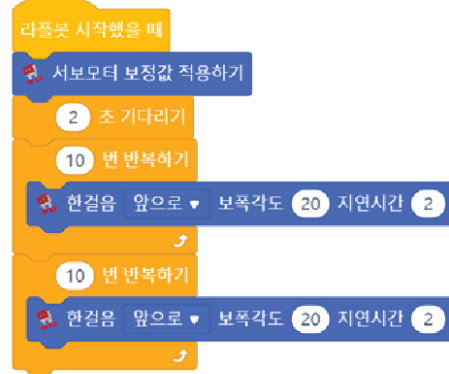 라플봇 시작했을 때
서보모터 보정값 적용하기
2 초 기다리기
10 번 반복하기
한걸음 앞으로 보폭각도 20 지연시간 2
10 번 반복하기
한걸음 앞으로 보폭각도 20 지연시간 2